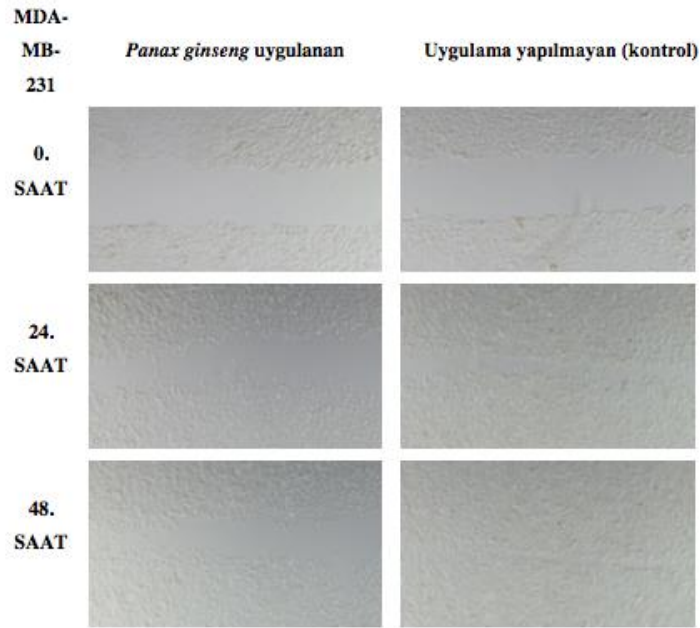 MDA-
MB-
231
Panax ginseng uygulanan
Uygulama yapılmayan (kontrol)
0.
SAAT
24.
SAAT
48.
SAAT